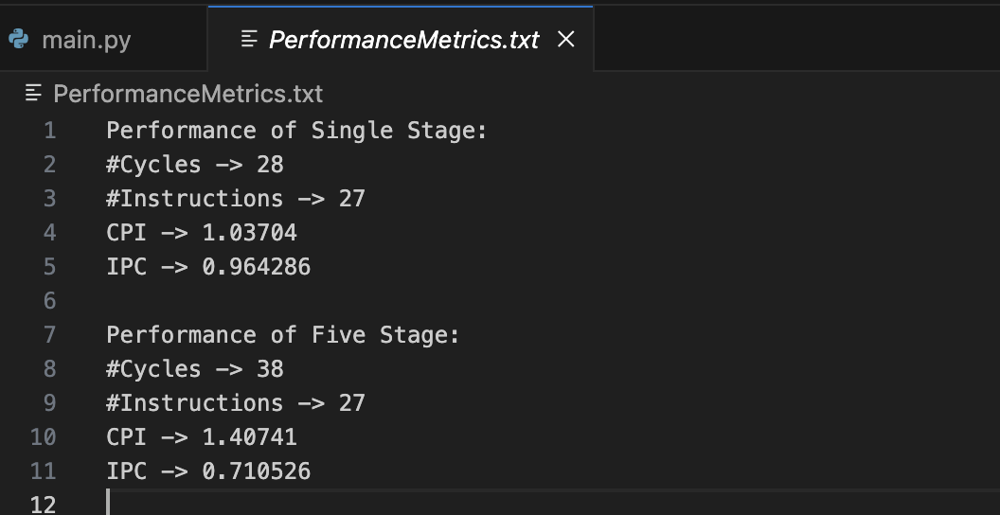 main.py
PerformanceMetrics.txt
PerformanceMetrics.txt
1 Performance of Single Stage:
2 #Cycles -> 28
3 #Instructions -> 27
4 CPI -> 1.03704
5 IPC -> 0.964286
6
7 Performance of Five Stage:
8 #Cycles -> 38
9 #Instructions -> 27
10 CPI -> 1.40741
11 IPC -> 0.710526
12